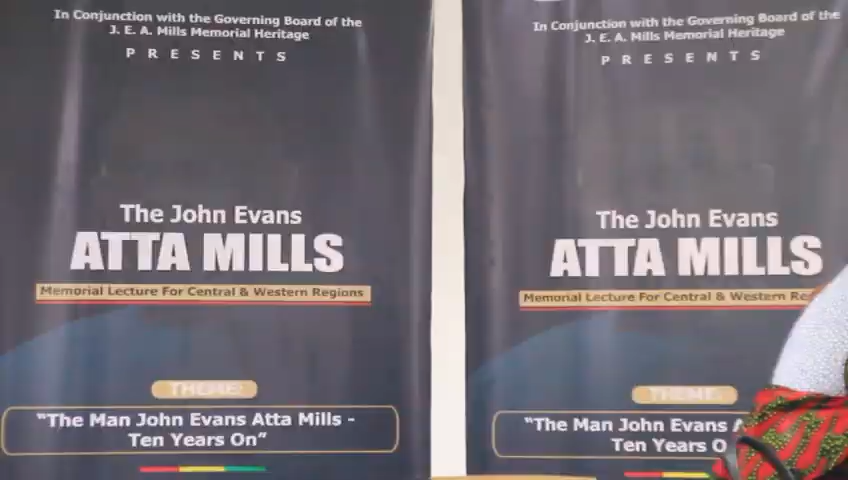 In Conjunction with the Governing Board of the
J. E. A. Mills Memorial Heritage
PRESENTS
The John Evans
ATTA MILLS
Memorial Lecture For Central & Western Regions
THEME:
"The Man John Evans Atta Mills -
Ten Years On"
In Conjunction with the Governing Board of the
J. E. A. Mills Memorial Heritage
PRESENTS
The John Evans
ATTA MILLS
Memorial Lecture For Central & Western
THEME:
"The Man John Evans
Ten Years